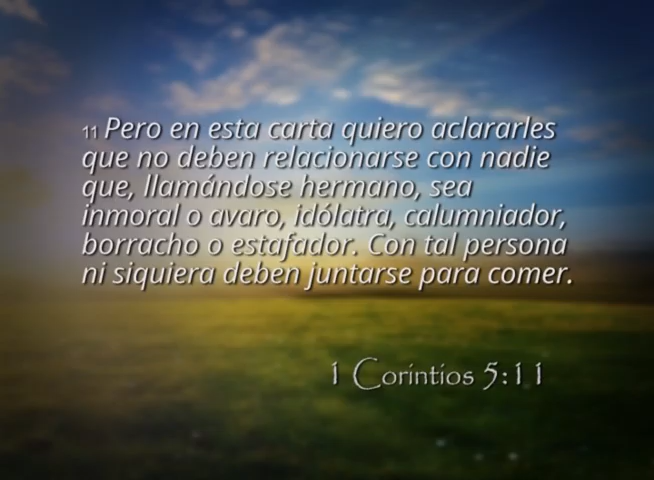 11 Pero en esta carta quiero aclararles
que no deben relacionarse con nadie
que, llamándose hermano, sea
inmoral o avaro, idólatra, calumniador,
borracho o estafador. Con tal persona
ni siquiera deben juntarse para comer.
1 Corintios 5:11